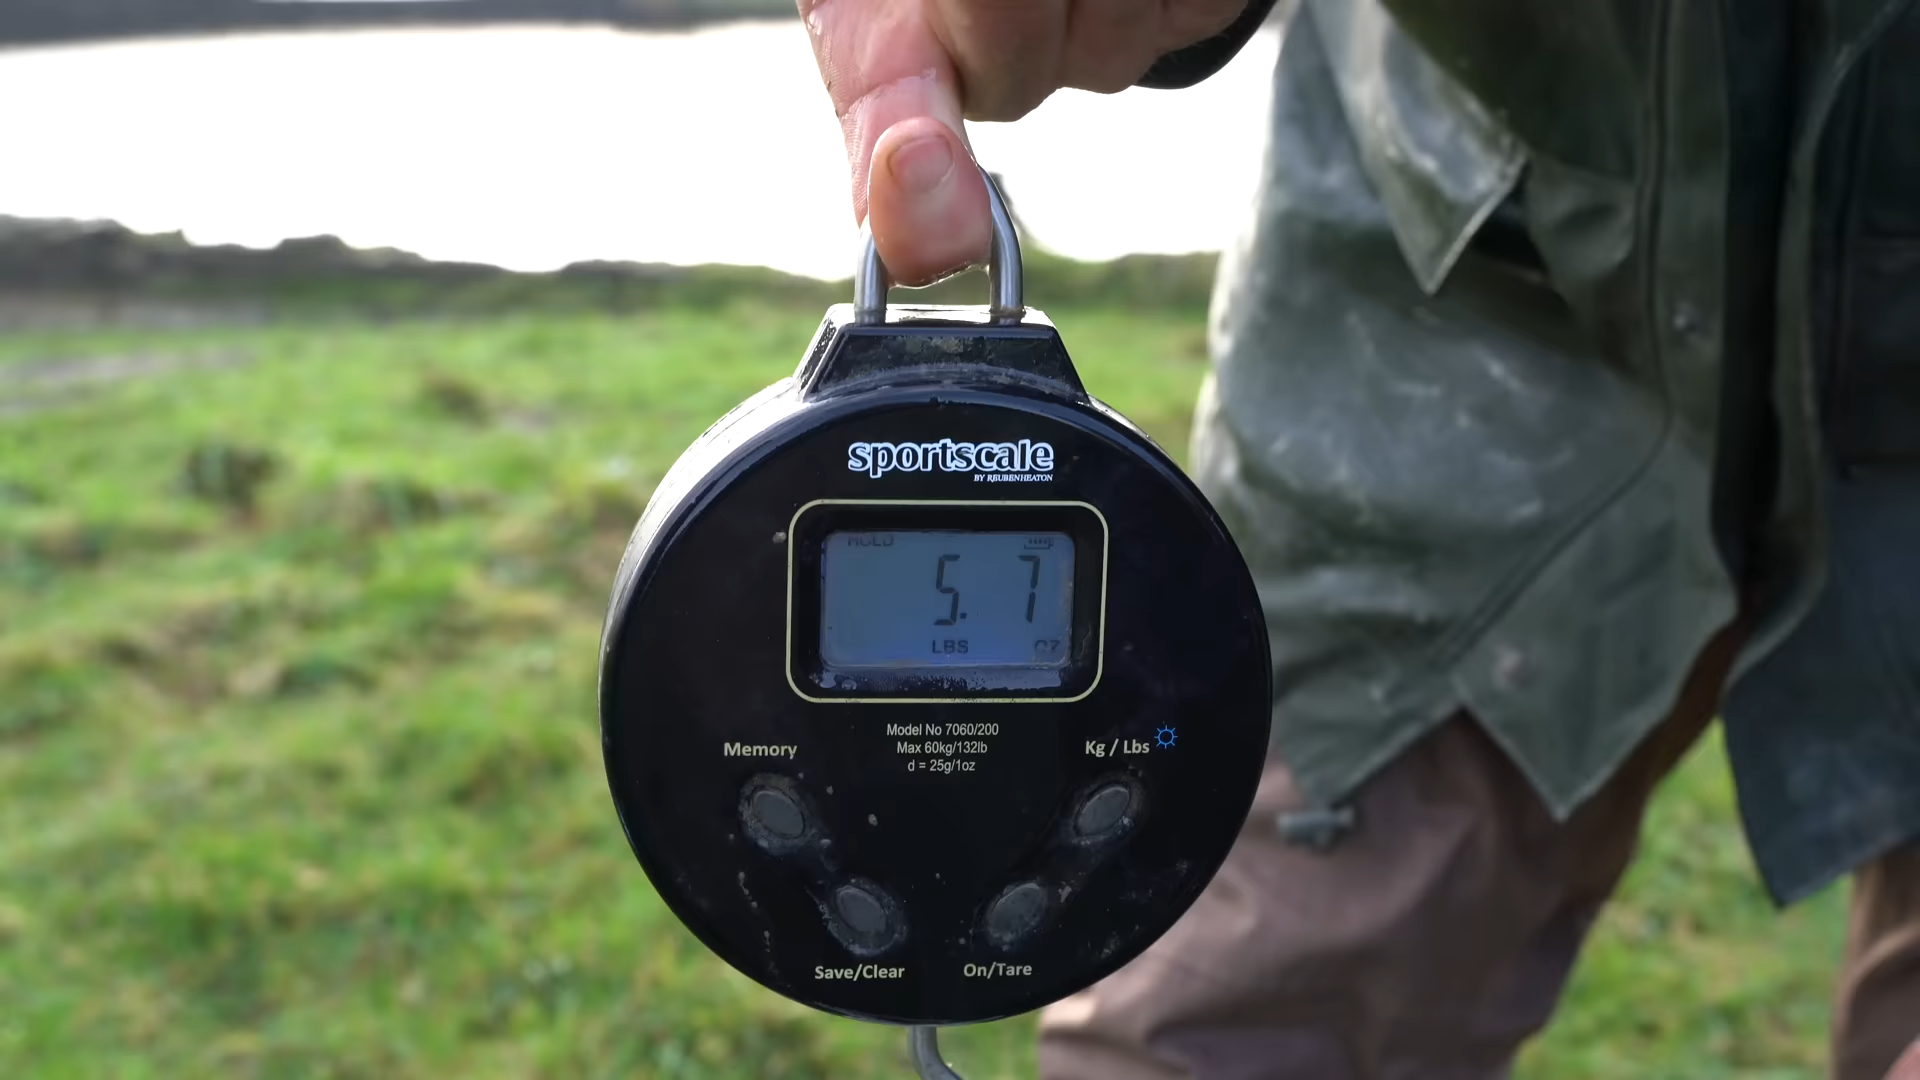 sportscale
BY REUBENHEATON
HOLD
5. 7
LBS OZ
Model No 7060/200
Max 60kg/132lb
d = 25g/1oz
Memory
Kg / Lbs
Save/Clear
On/Tare